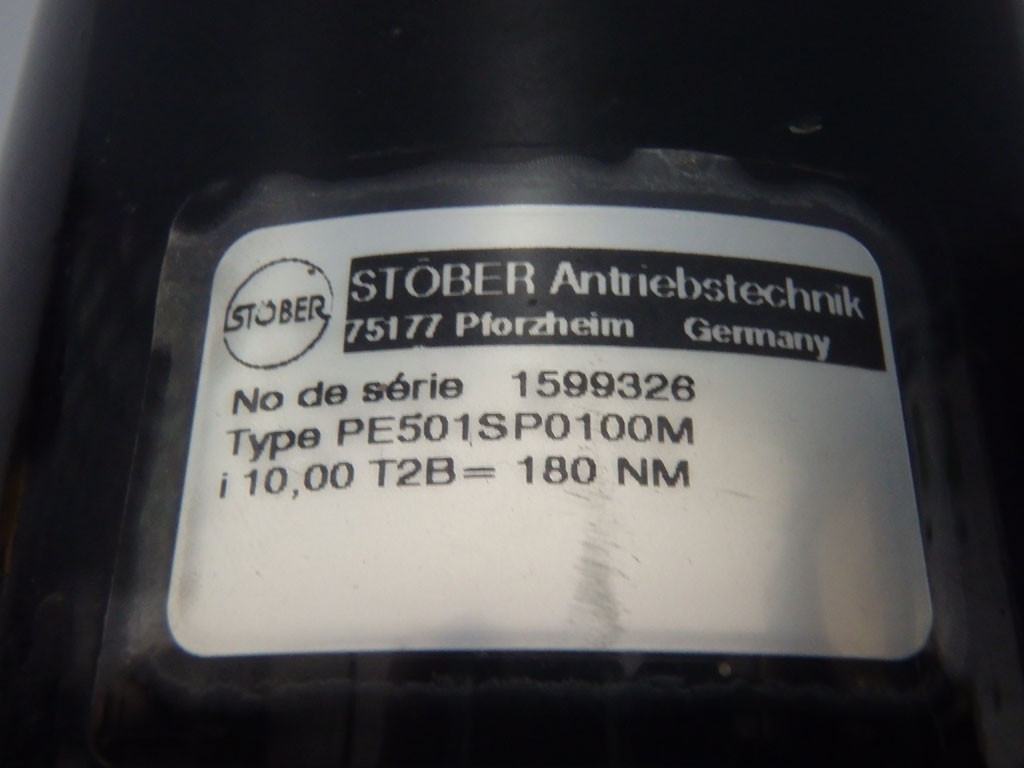 STÖBER
STÖBER Antriebstechnik
75177 Pforzheim Germany
No de série 1599326
Type PE501SP0100M
i 10,00 T2B= 180 NM